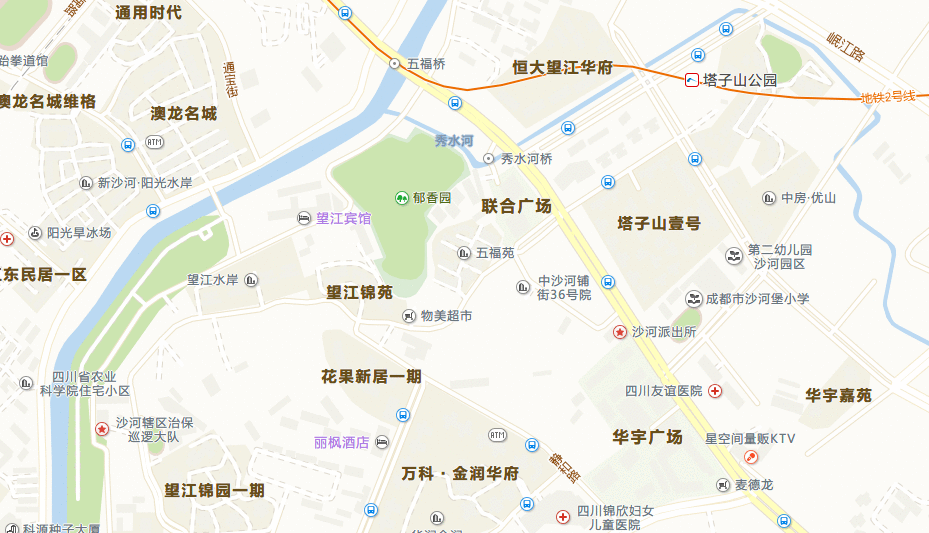 通用时代
通宝街
五福桥
恒大望江华府
岷江路
塔子山公园
地铁2号线
澳龙名城维格
澳龙名城
ATM
秀水河
秀水河桥
新沙河·阳光水岸
郁香园
联合广场
中房·优山
望江宾馆
塔子山壹号
阳光旱冰场
五福苑
第二幼儿园
沙河园区
东民居一区
望江水岸
望江锦苑
中沙河铺
街36号院
成都市沙河堡小学
物美超市
沙河派出所
四川省农业
科学院住宅小区
花果新居一期
四川友谊医院
华宇嘉苑
沙河辖区治保
巡逻大队
丽枫酒店
ATM
华宇广场
星空间量贩KTV
静和路
万科·金润华府
麦德龙
望江锦园一期
四川锦欣妇女
儿童医院
科源种子大厦